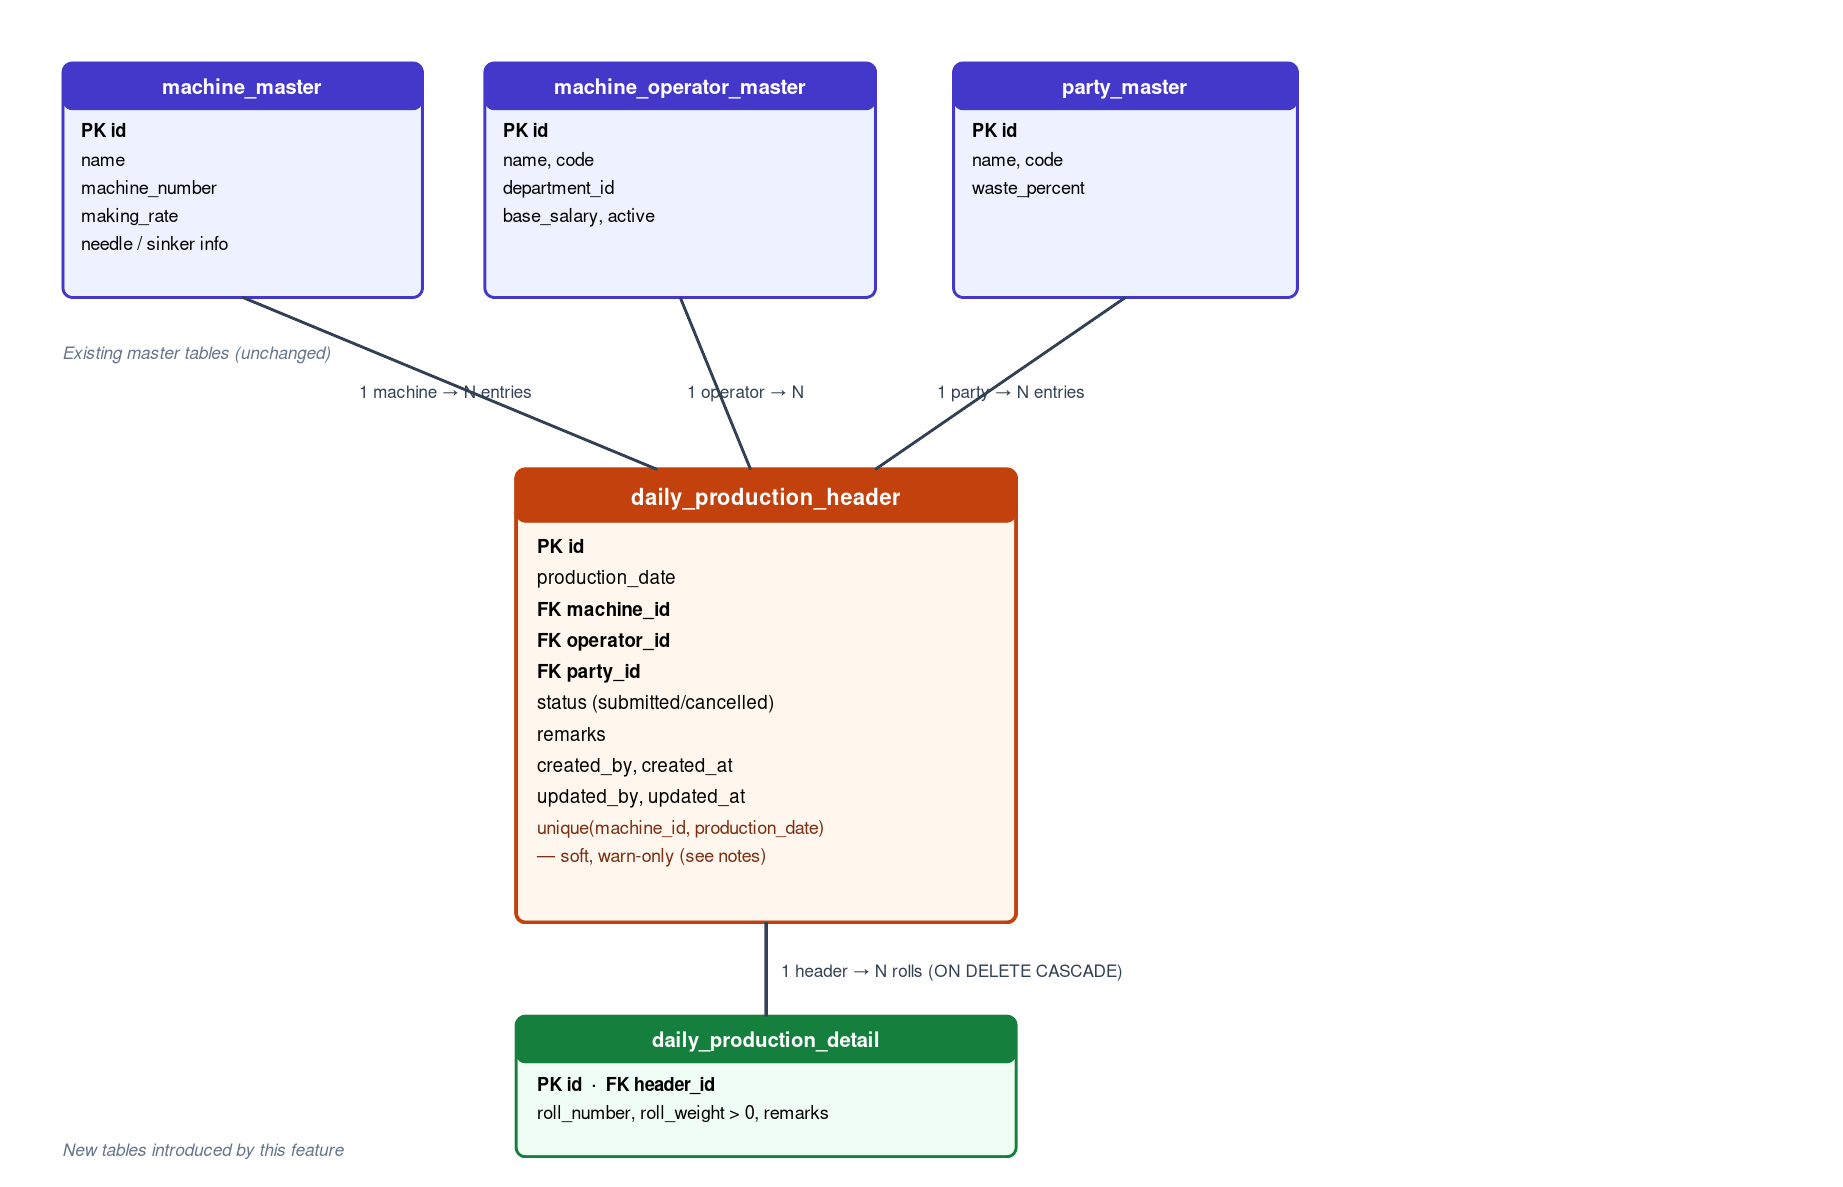 machine_master
PK id
name
machine_number
making_rate
needle / sinker info
machine_operator_master
PK id
name, code
department_id
base_salary, active
party_master
PK id
name, code
waste_percent
Existing master tables (unchanged)
1 machine → N entries
1 operator → N
1 party → N entries
daily_production_header
PK id
production_date
FK machine_id
FK operator_id
FK party_id
status (submitted/cancelled)
remarks
created_by, created_at
updated_by, updated_at
unique(machine_id, production_date)
— soft, warn-only (see notes)
1 header → N rolls (ON DELETE CASCADE)
daily_production_detail
PK id · FK header_id
roll_number, roll_weight > 0, remarks
New tables introduced by this feature